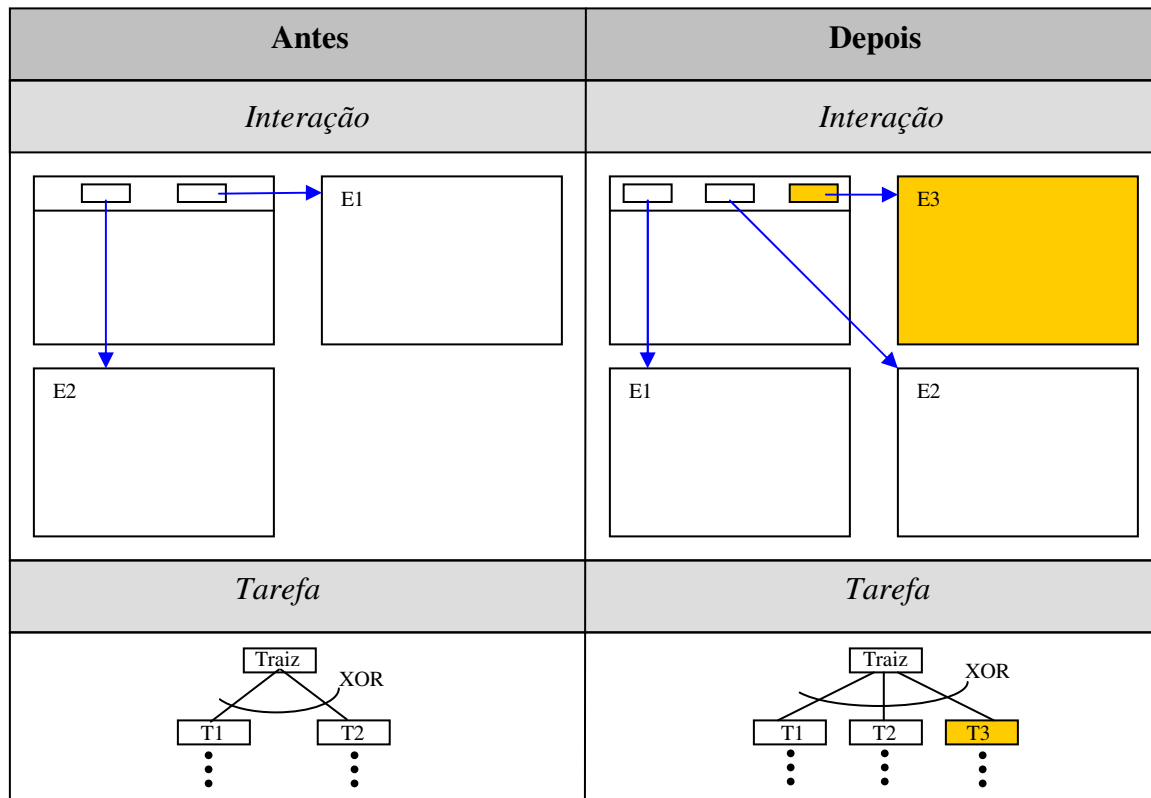 Antes
Depois
Interação
Interação
E1
E2
E3
E1
E2
Tarefa
Tarefa
Traiz
XOR
T1
T2
Traiz
XOR
T1
T2
T3